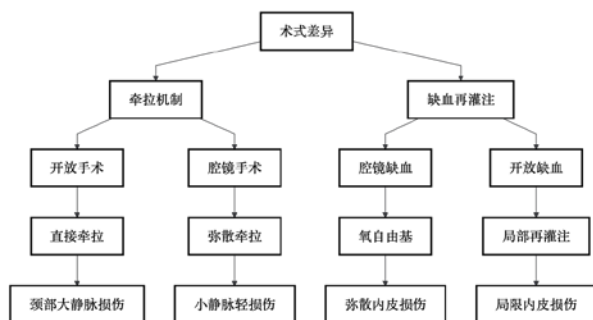 术式差异
牵拉机制
缺血再灌注
开放手术
腔镜手术
腔镜缺血
开放缺血
直接牵拉
弥散牵拉
氧自由基
局部再灌注
颈部大静脉损伤
小静脉轻损伤
弥散内皮损伤
局限内皮损伤